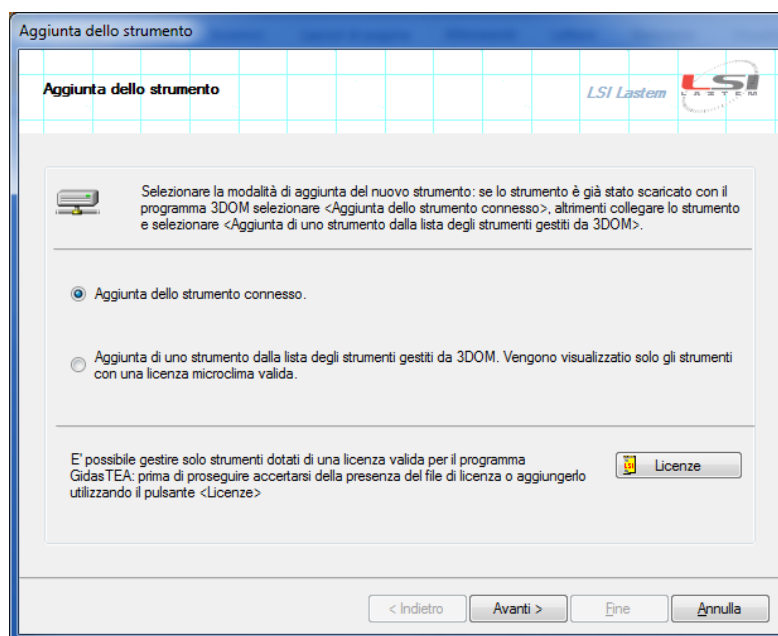 Aggiunta dello strumento
Aggiunta dello strumento
LSI Lastem
LSI
LASTEM
Selezionare la modalità di aggiunta del nuovo strumento: se lo strumento è già stato scaricato con il
programma 3DOM selezionare <Aggiunta dello strumento connesso>, altrimenti collegare lo strumento
e selezionare <Aggiunta di uno strumento dalla lista degli strumenti gestiti da 3DOM>.
Aggiunta dello strumento connesso.
Aggiunta di uno strumento dalla lista degli strumenti gestiti da 3DOM. Vengono visualizzatio solo gli strumenti
con una licenza microclima valida.
E' possibile gestire solo strumenti dotati di una licenza valida per il programma
GidasTEA: prima di proseguire accertarsi della presenza del file di licenza o aggiungerlo
utilizzando il pulsante <Licenze>
LSI
Licenze
< Indietro
Avanti >
Fine
Annulla